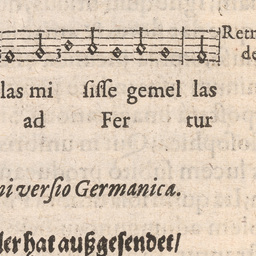 Retr
de
las mi ſiſſe gemel las
ad Fer tur
ni verſio Germanica.
ler hat außgeſendet/